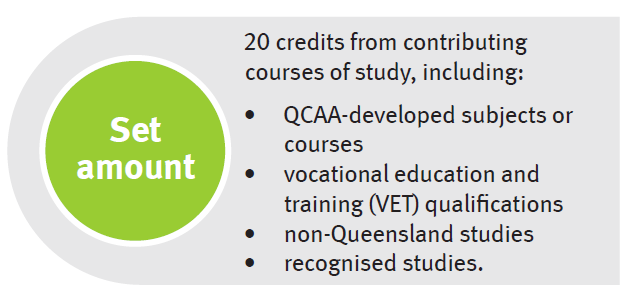 Set
amount
20 credits from contributing
courses of study, including:
• QCAA-developed subjects or
courses
• vocational education and
training (VET) qualifications
• non-Queensland studies
• recognised studies.